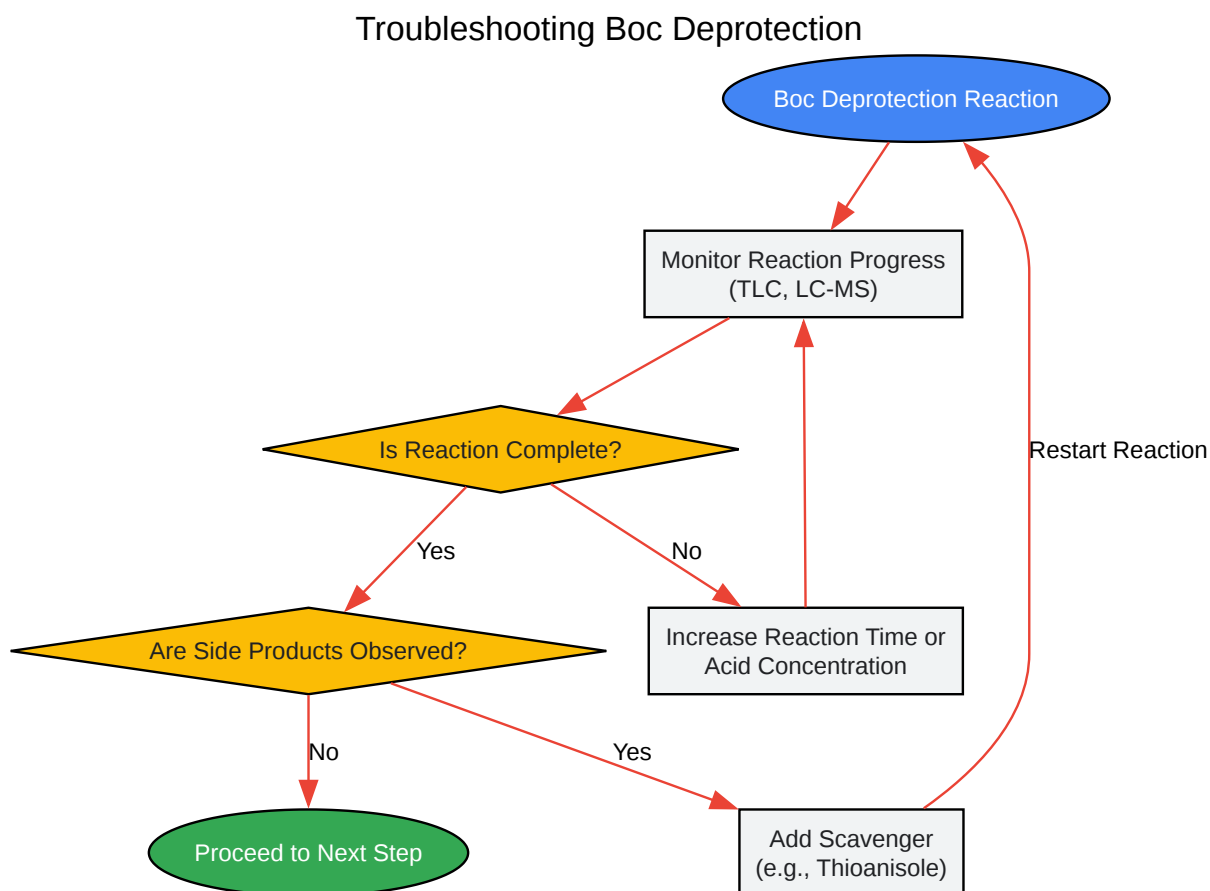 Troubleshooting Boc Deprotection
Boc Deprotection Reaction
Monitor Reaction Progress
(TLC, LC-MS)
Is Reaction Complete?
Restart Reaction
Yes
No
Increase Reaction Time or
Acid Concentration
Are Side Products Observed?
No
Yes
Proceed to Next Step
Add Scavenger
(e.g., Thioanisole)